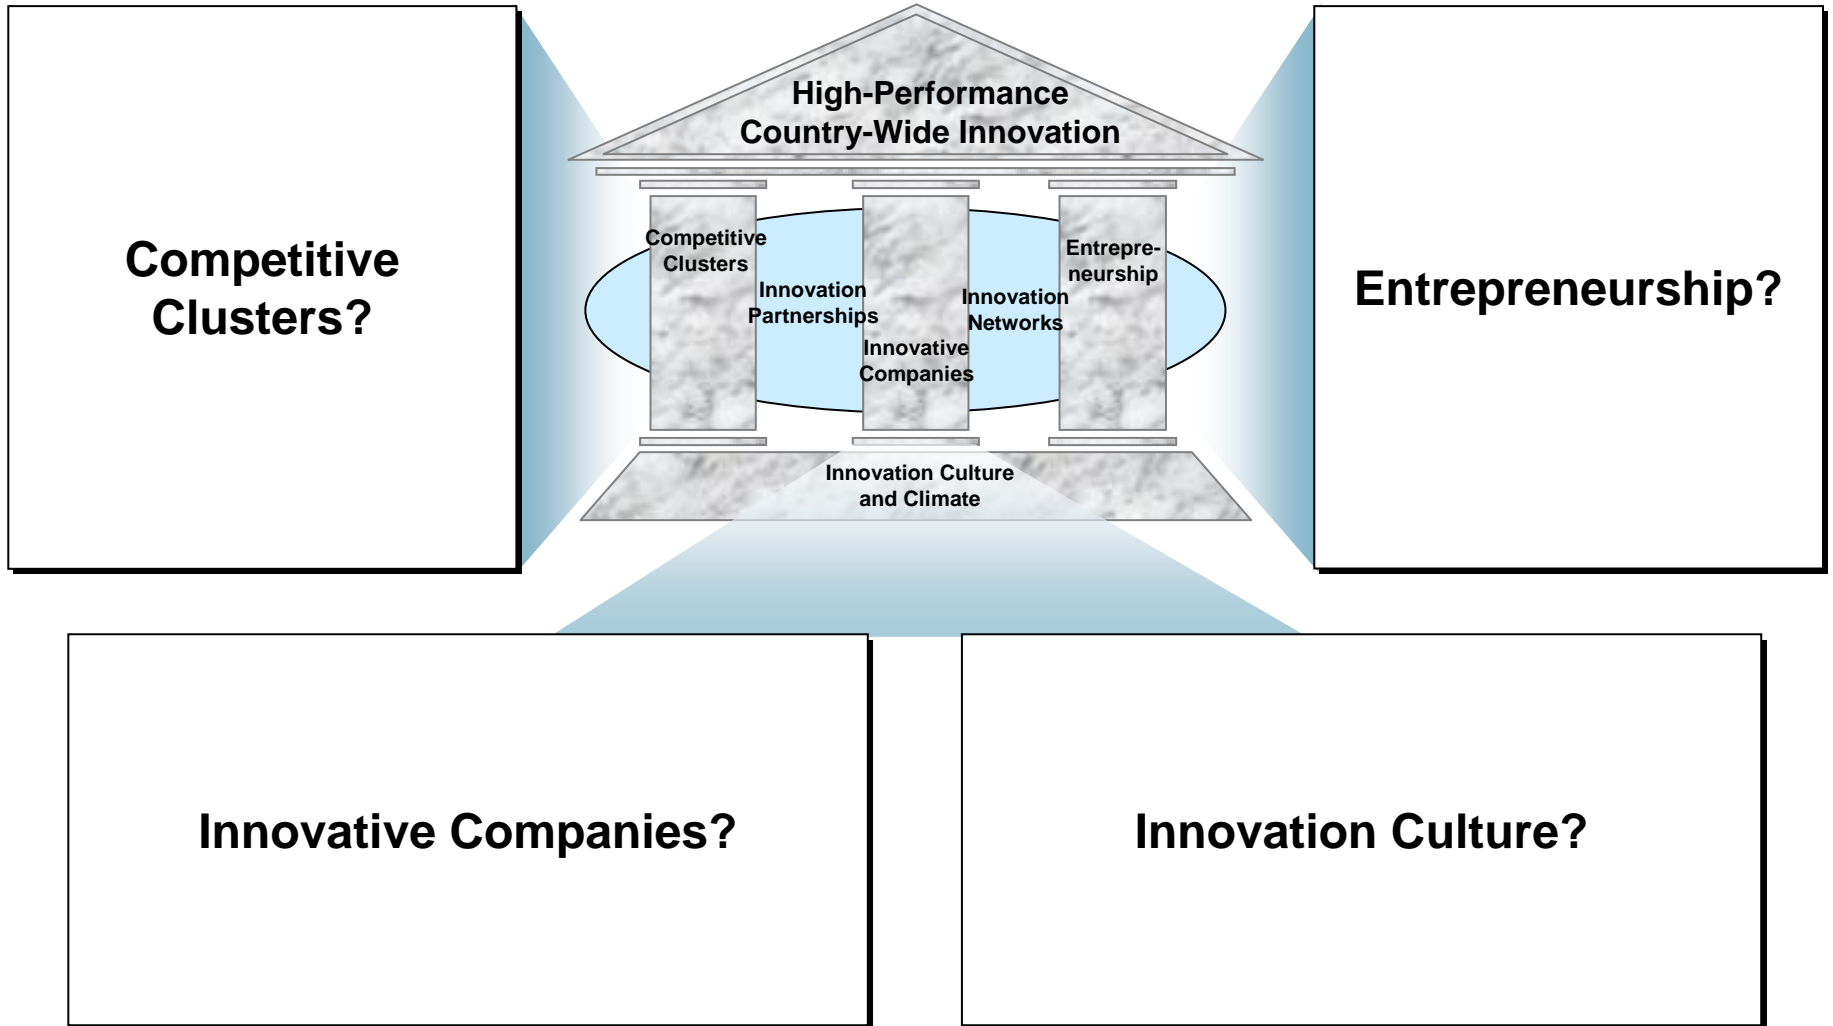 High-Performance
Country-Wide Innovation
Competitive
Clusters?
Competitive
Clusters
Innovation
Partnerships
Innovative
Companies
Innovation
Networks
Entrepre-
neurship
Entrepreneurship?
Innovation Culture
and Climate
Innovative Companies?
Innovation Culture?